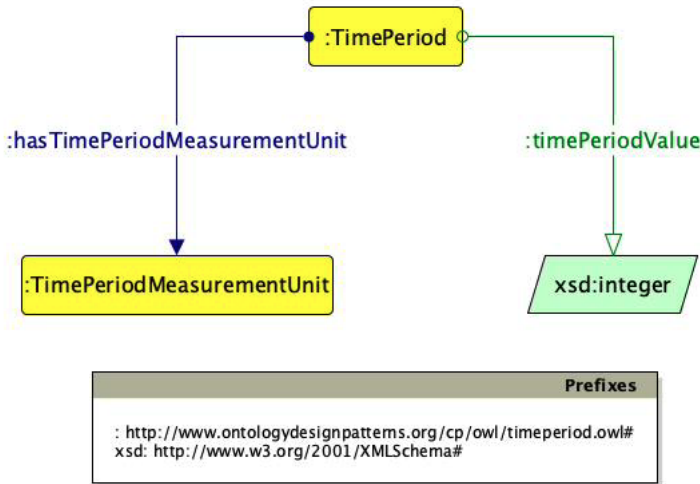 :TimePeriod
:hasTimePeriodMeasurementUnit
:timePeriodValue
:TimePeriodMeasurementUnit
xsd:integer
Prefixes
: http://www.ontologydesignpatterns.org/cp/owl/timeperiod.owl#
xsd: http://www.w3.org/2001/XMLSchema#